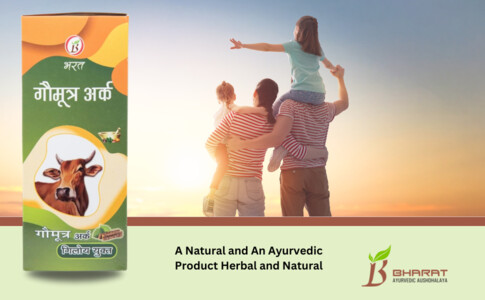 भरत
गौमूत्र अर्क
गौमूत्र अर्क
गिलोय युक्त
A Natural and An Ayurvedic
Product Herbal and Natural
BHARAT
AYURVEDIC AUSHDHALAYA